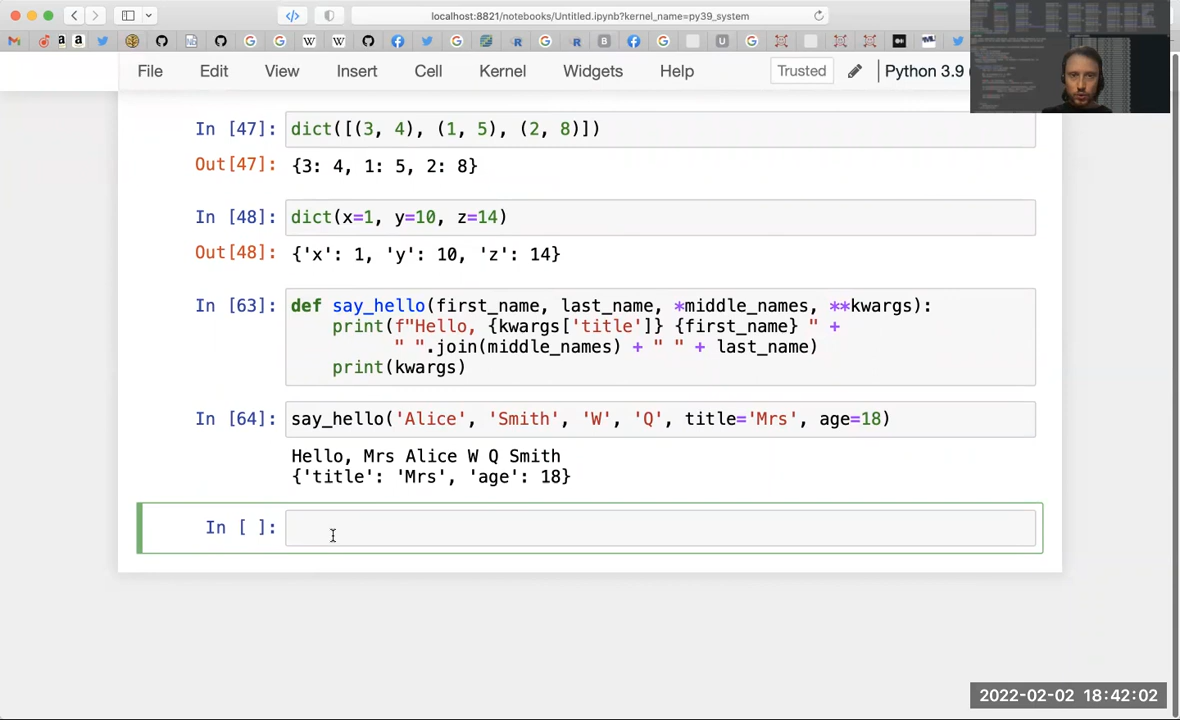 localhost:8821/notebooks/Untitled.ipynb?kernel_name=py39_system
File Edit View Insert Cell Kernel Widgets Help Trusted Python 3.9
In [47]: dict([(3, 4), (1, 5), (2, 8)])
Out[47]: {3: 4, 1: 5, 2: 8}
In [48]: dict(x=1, y=10, z=14)
Out[48]: {'x': 1, 'y': 10, 'z': 14}
In [63]: def say_hello(first_name, last_name, *middle_names, **kwargs):
    print(f"Hello, {kwargs['title']} {first_name} " +
          " ".join(middle_names) + " " + last_name)
    print(kwargs)
In [64]: say_hello('Alice', 'Smith', 'W', 'Q', title='Mrs', age=18)
Hello, Mrs Alice W Q Smith
{'title': 'Mrs', 'age': 18}
In [ ]:
2022-02-02 18:42:02